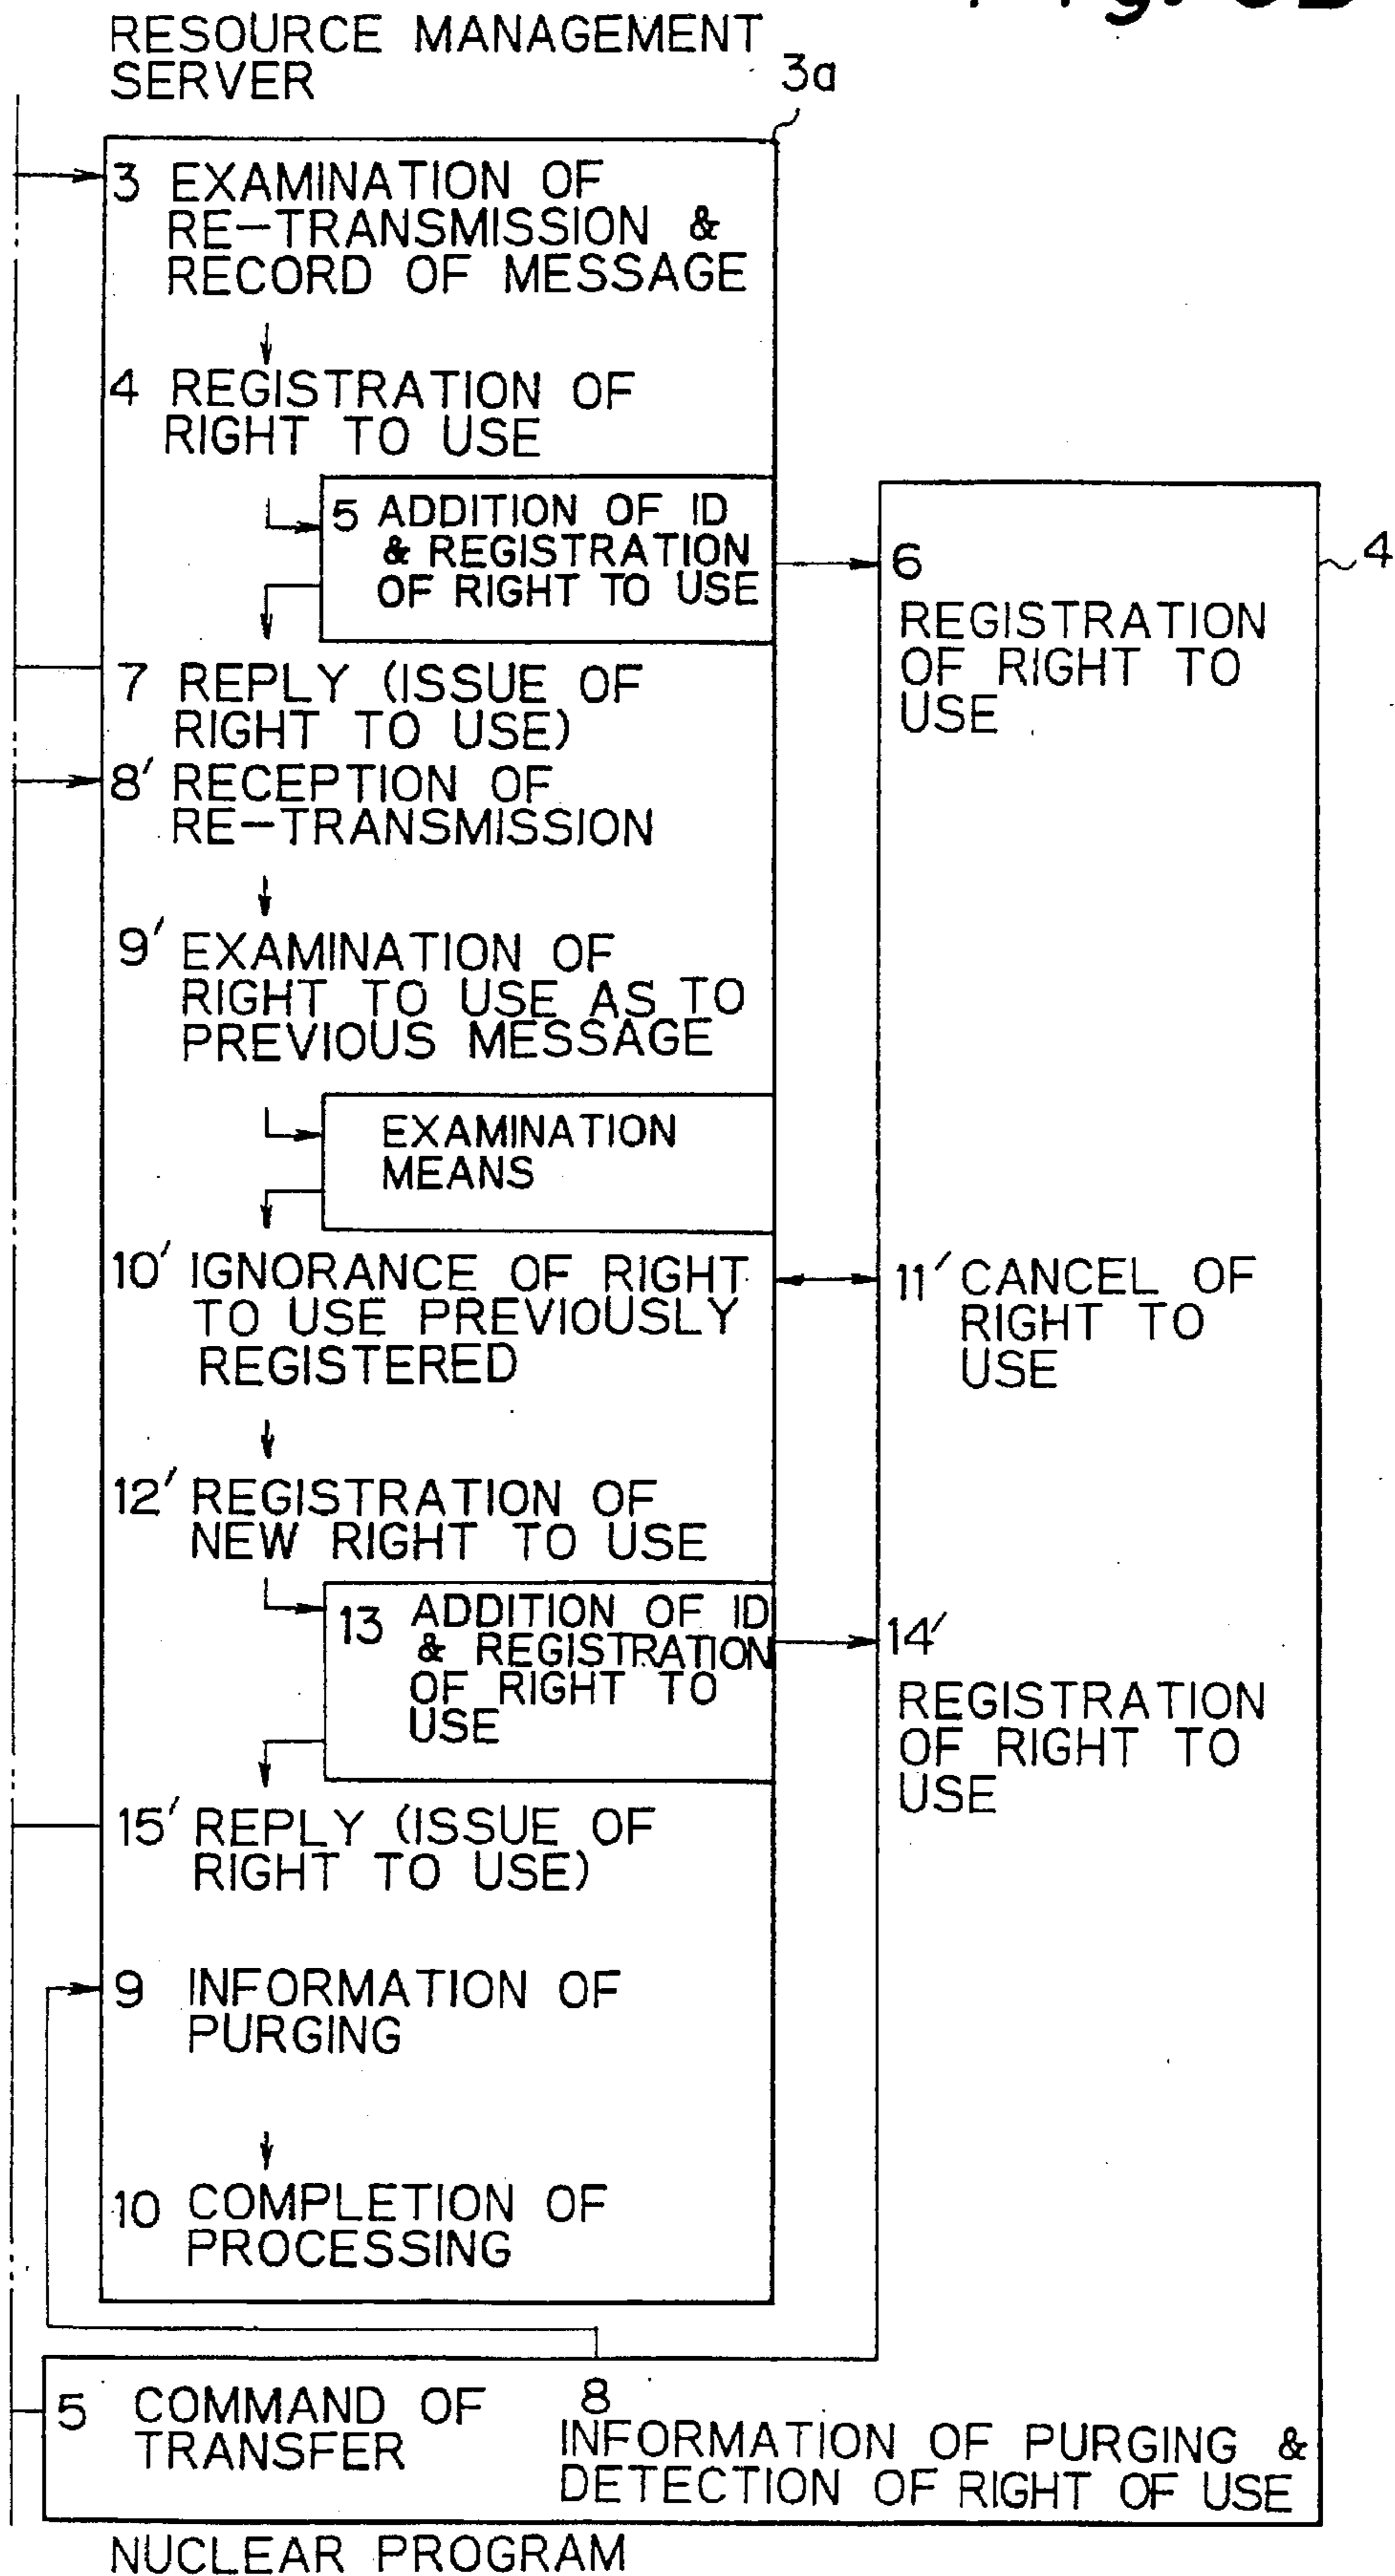 RESOURCE MANAGEMENT
SERVER
3a
3 EXAMINATION OF
RE-TRANSMISSION &
RECORD OF MESSAGE
4 REGISTRATION OF
RIGHT TO USE
5 ADDITION OF ID
& REGISTRATION
OF RIGHT TO USE
6
REGISTRATION
OF RIGHT TO
USE
4
7 REPLY (ISSUE OF
RIGHT TO USE)
8' RECEPTION OF
RE-TRANSMISSION
9' EXAMINATION OF
RIGHT TO USE AS TO
PREVIOUS MESSAGE
EXAMINATION
MEANS
10' IGNORANCE OF RIGHT
TO USE PREVIOUSLY
REGISTERED
11' CANCEL OF
RIGHT TO
USE
12' REGISTRATION OF
NEW RIGHT TO USE
13 ADDITION OF ID
& REGISTRATION
OF RIGHT TO
USE
14'
REGISTRATION
OF RIGHT TO
USE
15' REPLY (ISSUE OF
RIGHT TO USE)
9 INFORMATION OF
PURGING
10 COMPLETION OF
PROCESSING
5 COMMAND OF
TRANSFER
8
INFORMATION OF PURGING &
DETECTION OF RIGHT OF USE
NUCLEAR PROGRAM